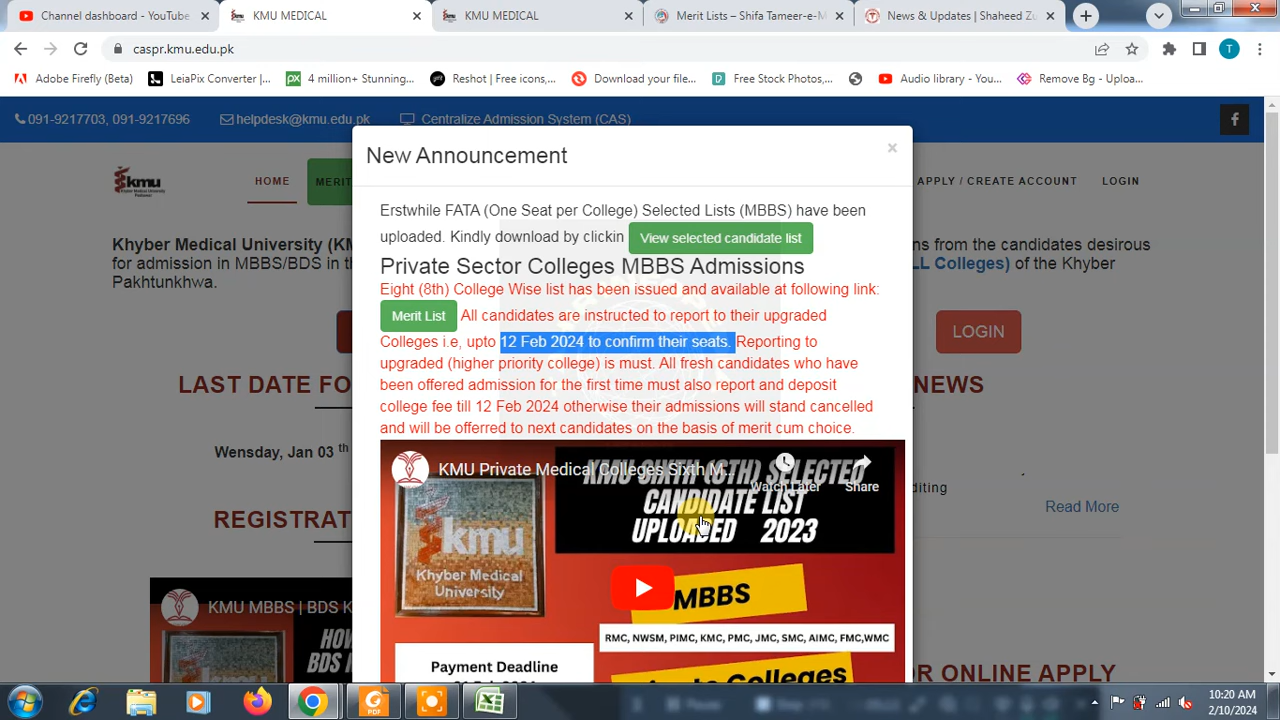 Channel dashboard - YouTube
KMU MEDICAL
KMU MEDICAL
Merit Lists – Shifa Tameer-e-M
News & Updates | Shaheed Zu
T
caspr.kmu.edu.pk
Adobe Firefly (Beta)
LeiaPix Converter |...
4 million+ Stunning...
Reshot | Free icons,...
Download your file...
Free Stock Photos,...
Audio library - You...
Remove Bg - Uploa...
091-9217703, 091-9217696
helpdesk@kmu.edu.pk
Centralize Admission System (CAS)
New Announcement
×
kmu
HOME
MERIT
APPLY / CREATE ACCOUNT
LOGIN
Erstwhile FATA (One Seat per College) Selected Lists (MBBS) have been
uploaded. Kindly download by clickin View selected candidate list
Khyber Medical University (KM
for admission in MBBS/BDS in th
Pakhtunkhwa.
ns from the candidates desirous
LL Colleges) of the Khyber
Private Sector Colleges MBBS Admissions
Eight (8th) College Wise list has been issued and available at following link:
Merit List All candidates are instructed to report to their upgraded
Colleges i.e, upto 12 Feb 2024 to confirm their seats. Reporting to
upgraded (higher priority college) is must. All fresh candidates who have
been offered admission for the first time must also report and deposit
college fee till 12 Feb 2024 otherwise their admissions will stand cancelled
and will be offerred to next candidates on the basis of merit cum choice.
LOGIN
LAST DATE FO
NEWS
Wensday, Jan 03 th
diting
Read More
REGISTRAT
KMU Private Medical Colleges Sixth M...
Watch Later
Share
KMU SIXTH (6TH) SELECTED
CANDIDATE LIST
UPLOADED 2023
kmu
Khyber Medical
University
MBBS
RMC, NWSM, PIMC, KMC, PMC, JMC, SMC, AIMC, FMC,WMC
Payment Deadline
KMU MBBS | BDS K
HOW
BDS
OR ONLINE APPLY
10:20 AM
2/10/2024